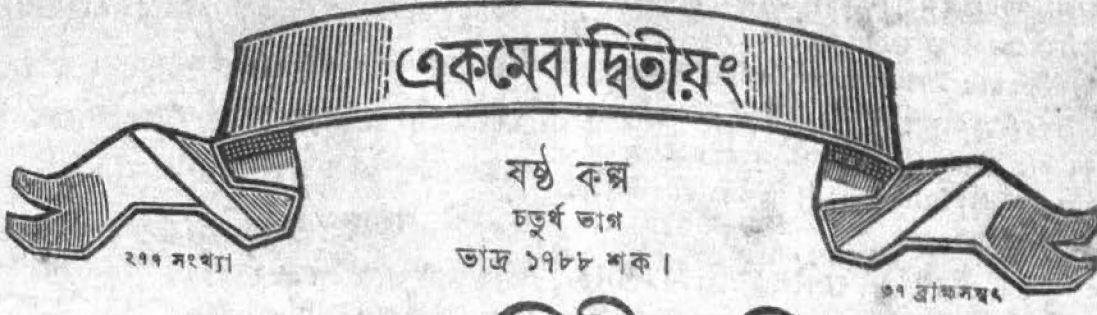 একমেবাদ্বিতীয়ং
ষষ্ঠ কল্প
চতুর্থ ভাগ
ভাদ্র ১৭৮৮ শক।
২৭৭ সংখ্যা
৩৭ ব্রাহ্মসম্বৎ